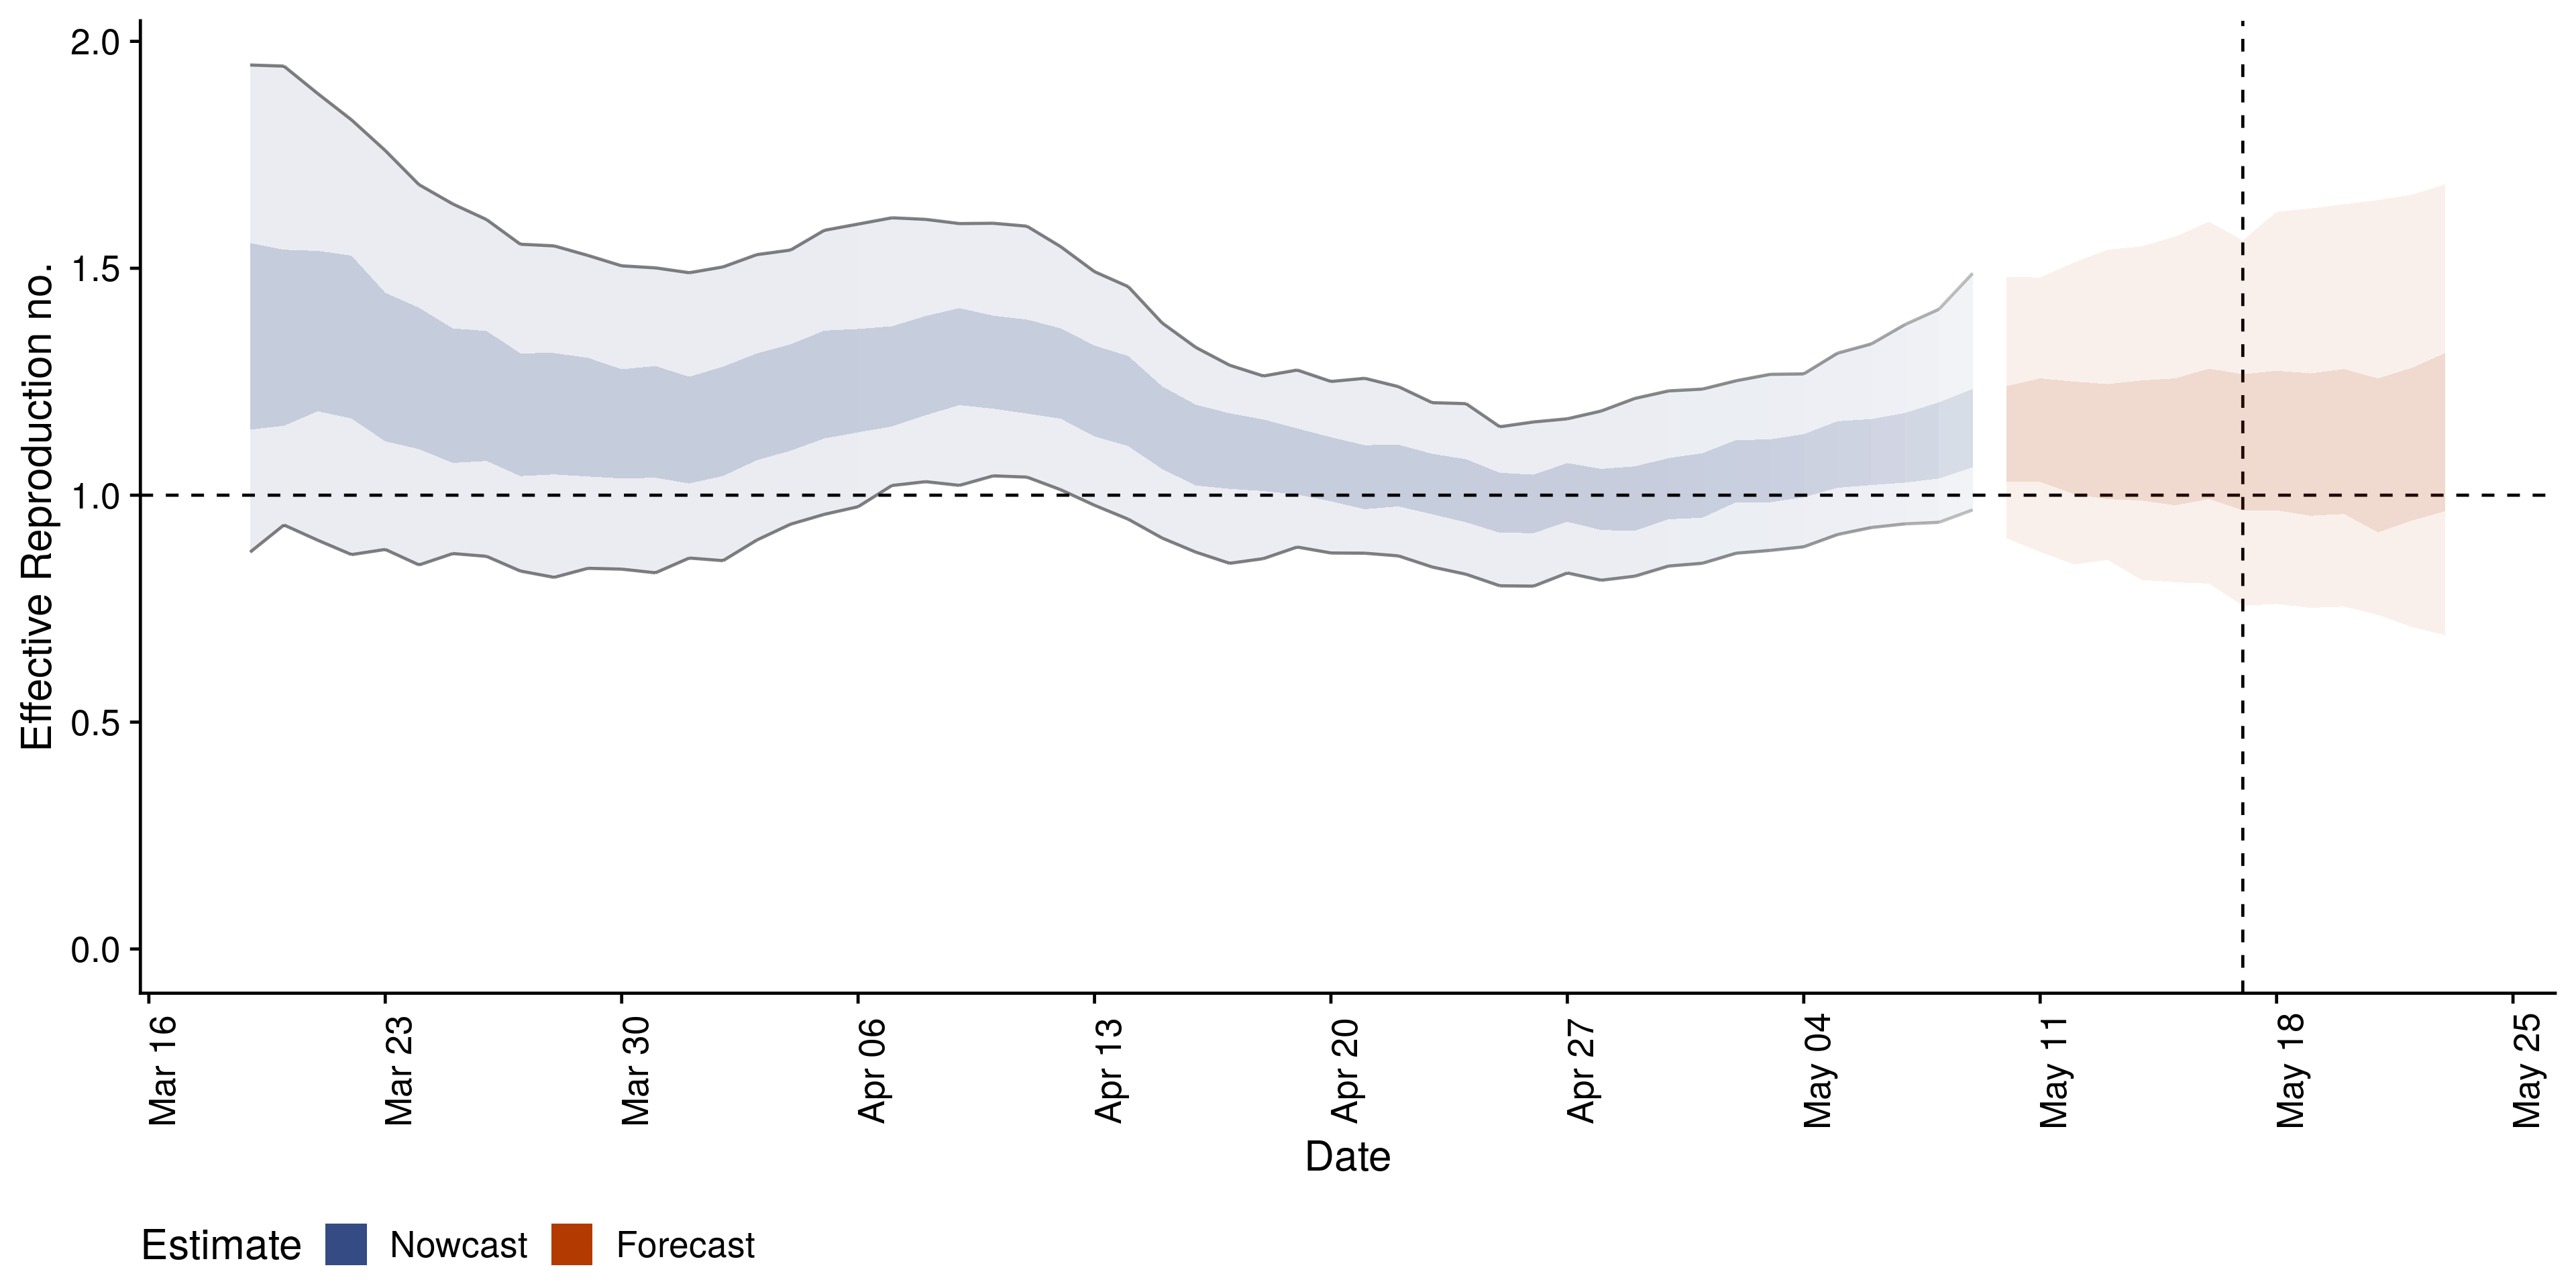 Effective Reproduction no.
2.0
1.5
1.0
0.5
0.0
Mar 16
Mar 23
Mar 30
Apr 06
Apr 13
Apr 20
Apr 27
May 04
May 11
May 18
May 25
Date
Estimate Nowcast Forecast